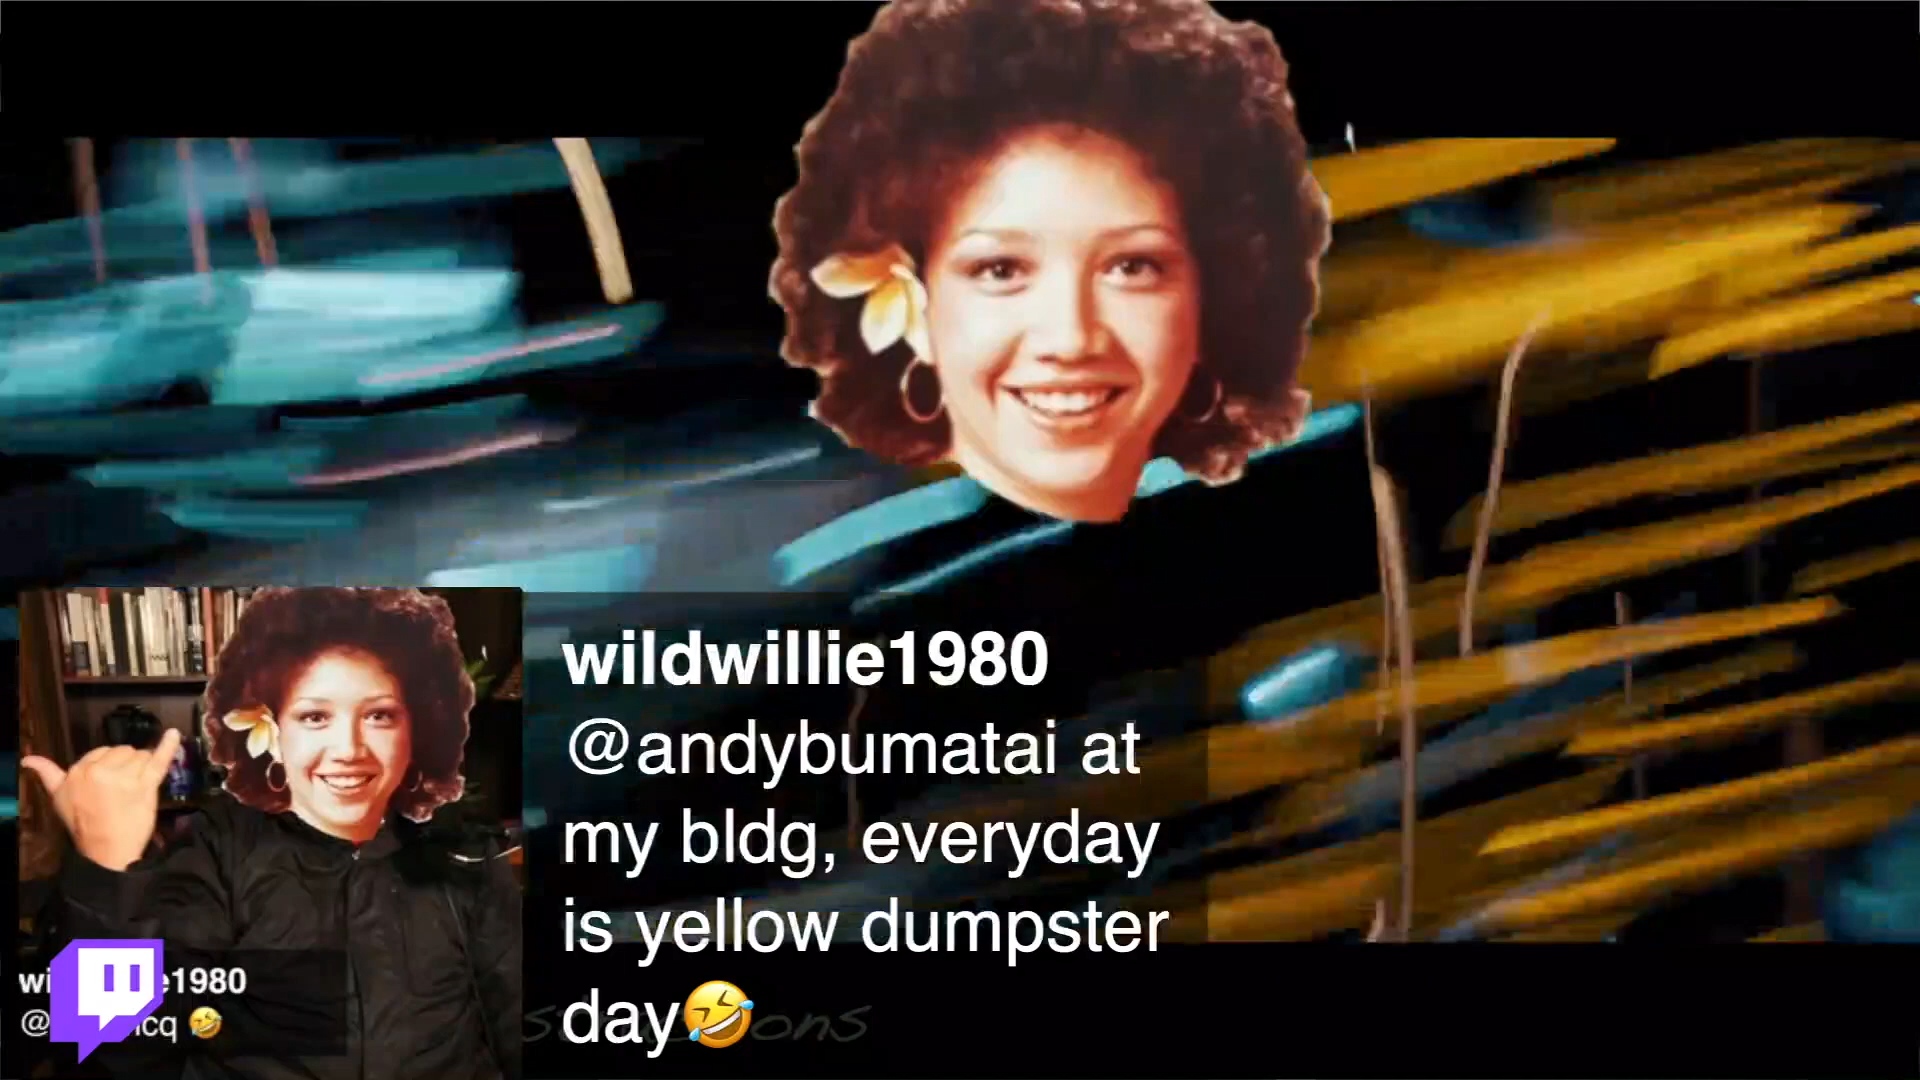 wildwillie1980
@andybumatai at
my bldg, everyday
is yellow dumpster
day🤣